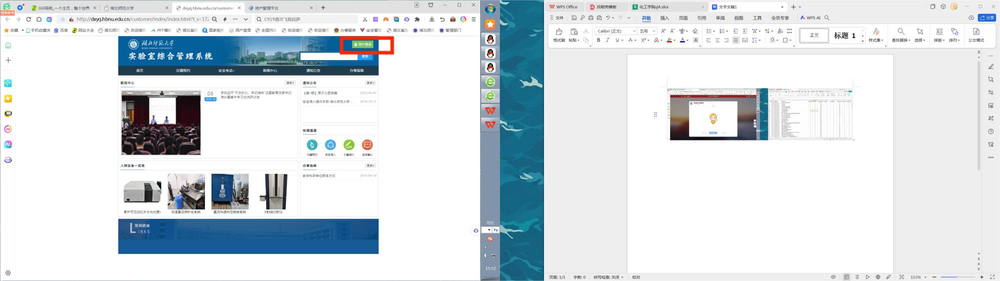 登录账号
360导航_一个主页，整个世界
湖北师范大学
dxyq.hbnu.edu.cn/customer
资产管理平台
4
http://dxyq.hbnu.edu.cn/customer/index/index.html?t_s=172
C919首次飞抵拉萨
收藏
手机收藏夹
百度
网址大全
湖北师范
欢迎使用
PPT模板
湖北省
欢迎使用
国家税务
用户登录
全国污染
欢迎使用
欢迎使用
办事服务
安全管理
湖北省高
湖北师范
管理部门
湖北师范大学
HUBEI NORMAL UNIVERSITY
实验室综合管理系统
用户登录
搜索
首页
仪器预约
安全考试
新闻中心
通知公告
办事指南
新闻中心
更多»
08
2019-10
学校召开“不忘初心、牢记使命”主题教育支部书记
培训暨集中学习交流研讨会
通知公告
更多»
【第1期】原子力显微镜
2023-06-02
安全准入操作手册-湖北师范大学-...
2019-10-11
快捷通道
仪器预约
安全准入
仪器培训
咨询建议
入网设备一览表
紫外可见近红外分光光度
低温真空探针台系统
直流快速热压烧结系统
X射线衍射仪
办事指南
更多»
教学科研单位联系方式
2019-09-19
常用链接
LINKS
地址
15:32
WPS Office
找稻壳模板
化工学院sj4.xlsx
文字文稿1
文件
开始
插入
页面
引用
审阅
视图
工具
会员专享
WPS AI
分享
格式刷
粘贴
Calibri (正文)
五号
正文
标题 1
样式集
查找替换
选择
排版
排列
公文模式
页面: 1/1
字数: 0
拼写检查: 关闭
校对
103%